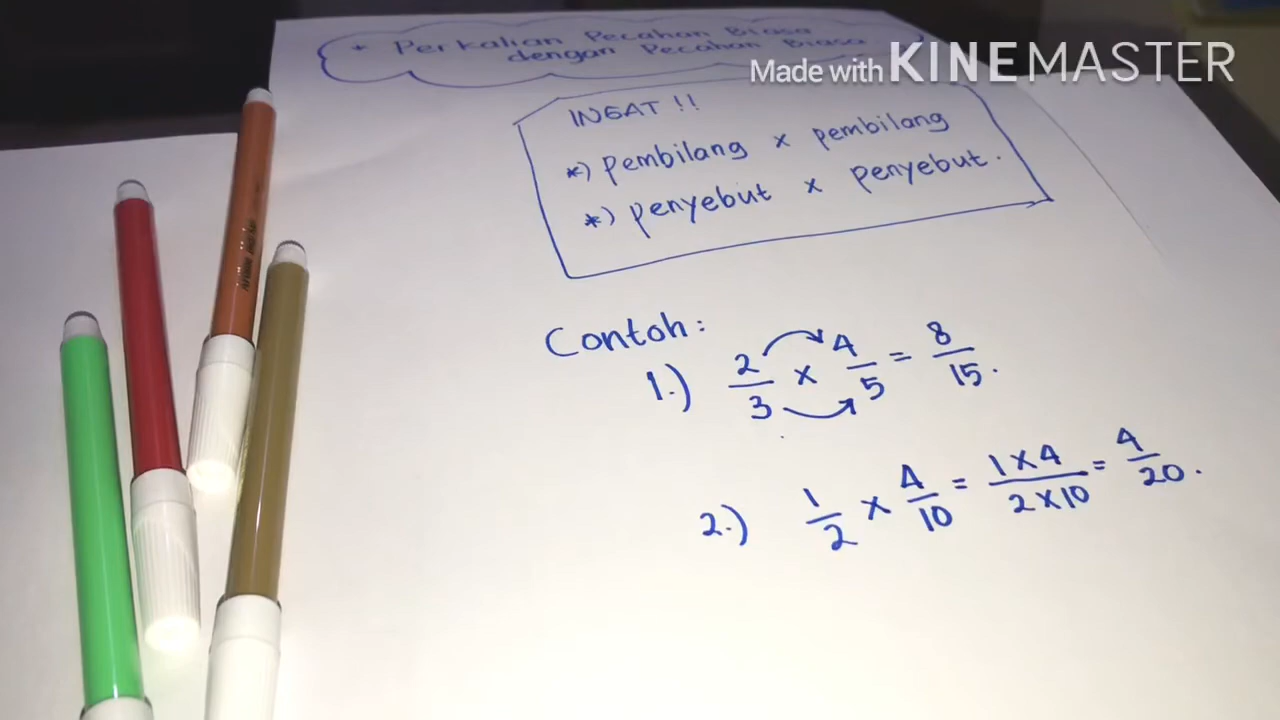 * Perkalian Pecahan Biasa
dengan Pecahan Biasa
Made with KINEMASTER
INGAT !!
*) pembilang x pembilang
*) penyebut x penyebut.
Contoh:
1.) 2/3 x 4/5 = 8/15.
2.) 1/2 x 4/10 = 1x4/2x10 = 4/20.